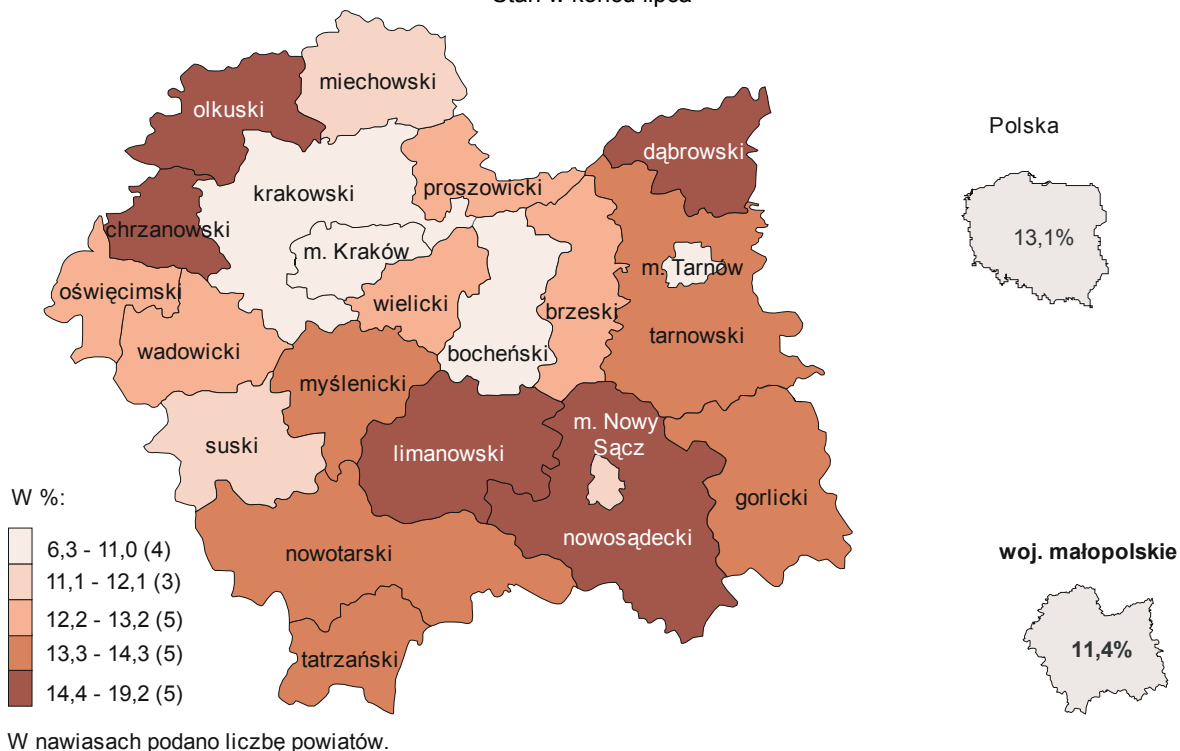 Stan w końcu lipca
miechowski
olkuski
Polska
dąbrowski
krakowski
proszowicki
chrzanowski
13,1%
m. Kraków
m. Tarnów
oświęcimski
wielicki
brzeski
tarnowski
wadowicki
bocheński
myślenicki
m. Nowy
Sącz
suski
limanowski
W %:
gorlicki
nowosądecki
6,3 - 11,0 (4)
nowotarski
woj. małopolskie
11,1 - 12,1 (3)
12,2 - 13,2 (5)
13,3 - 14,3 (5)
11,4%
tatrzański
14,4 - 19,2 (5)
W nawiasach podano liczbę powiatów.